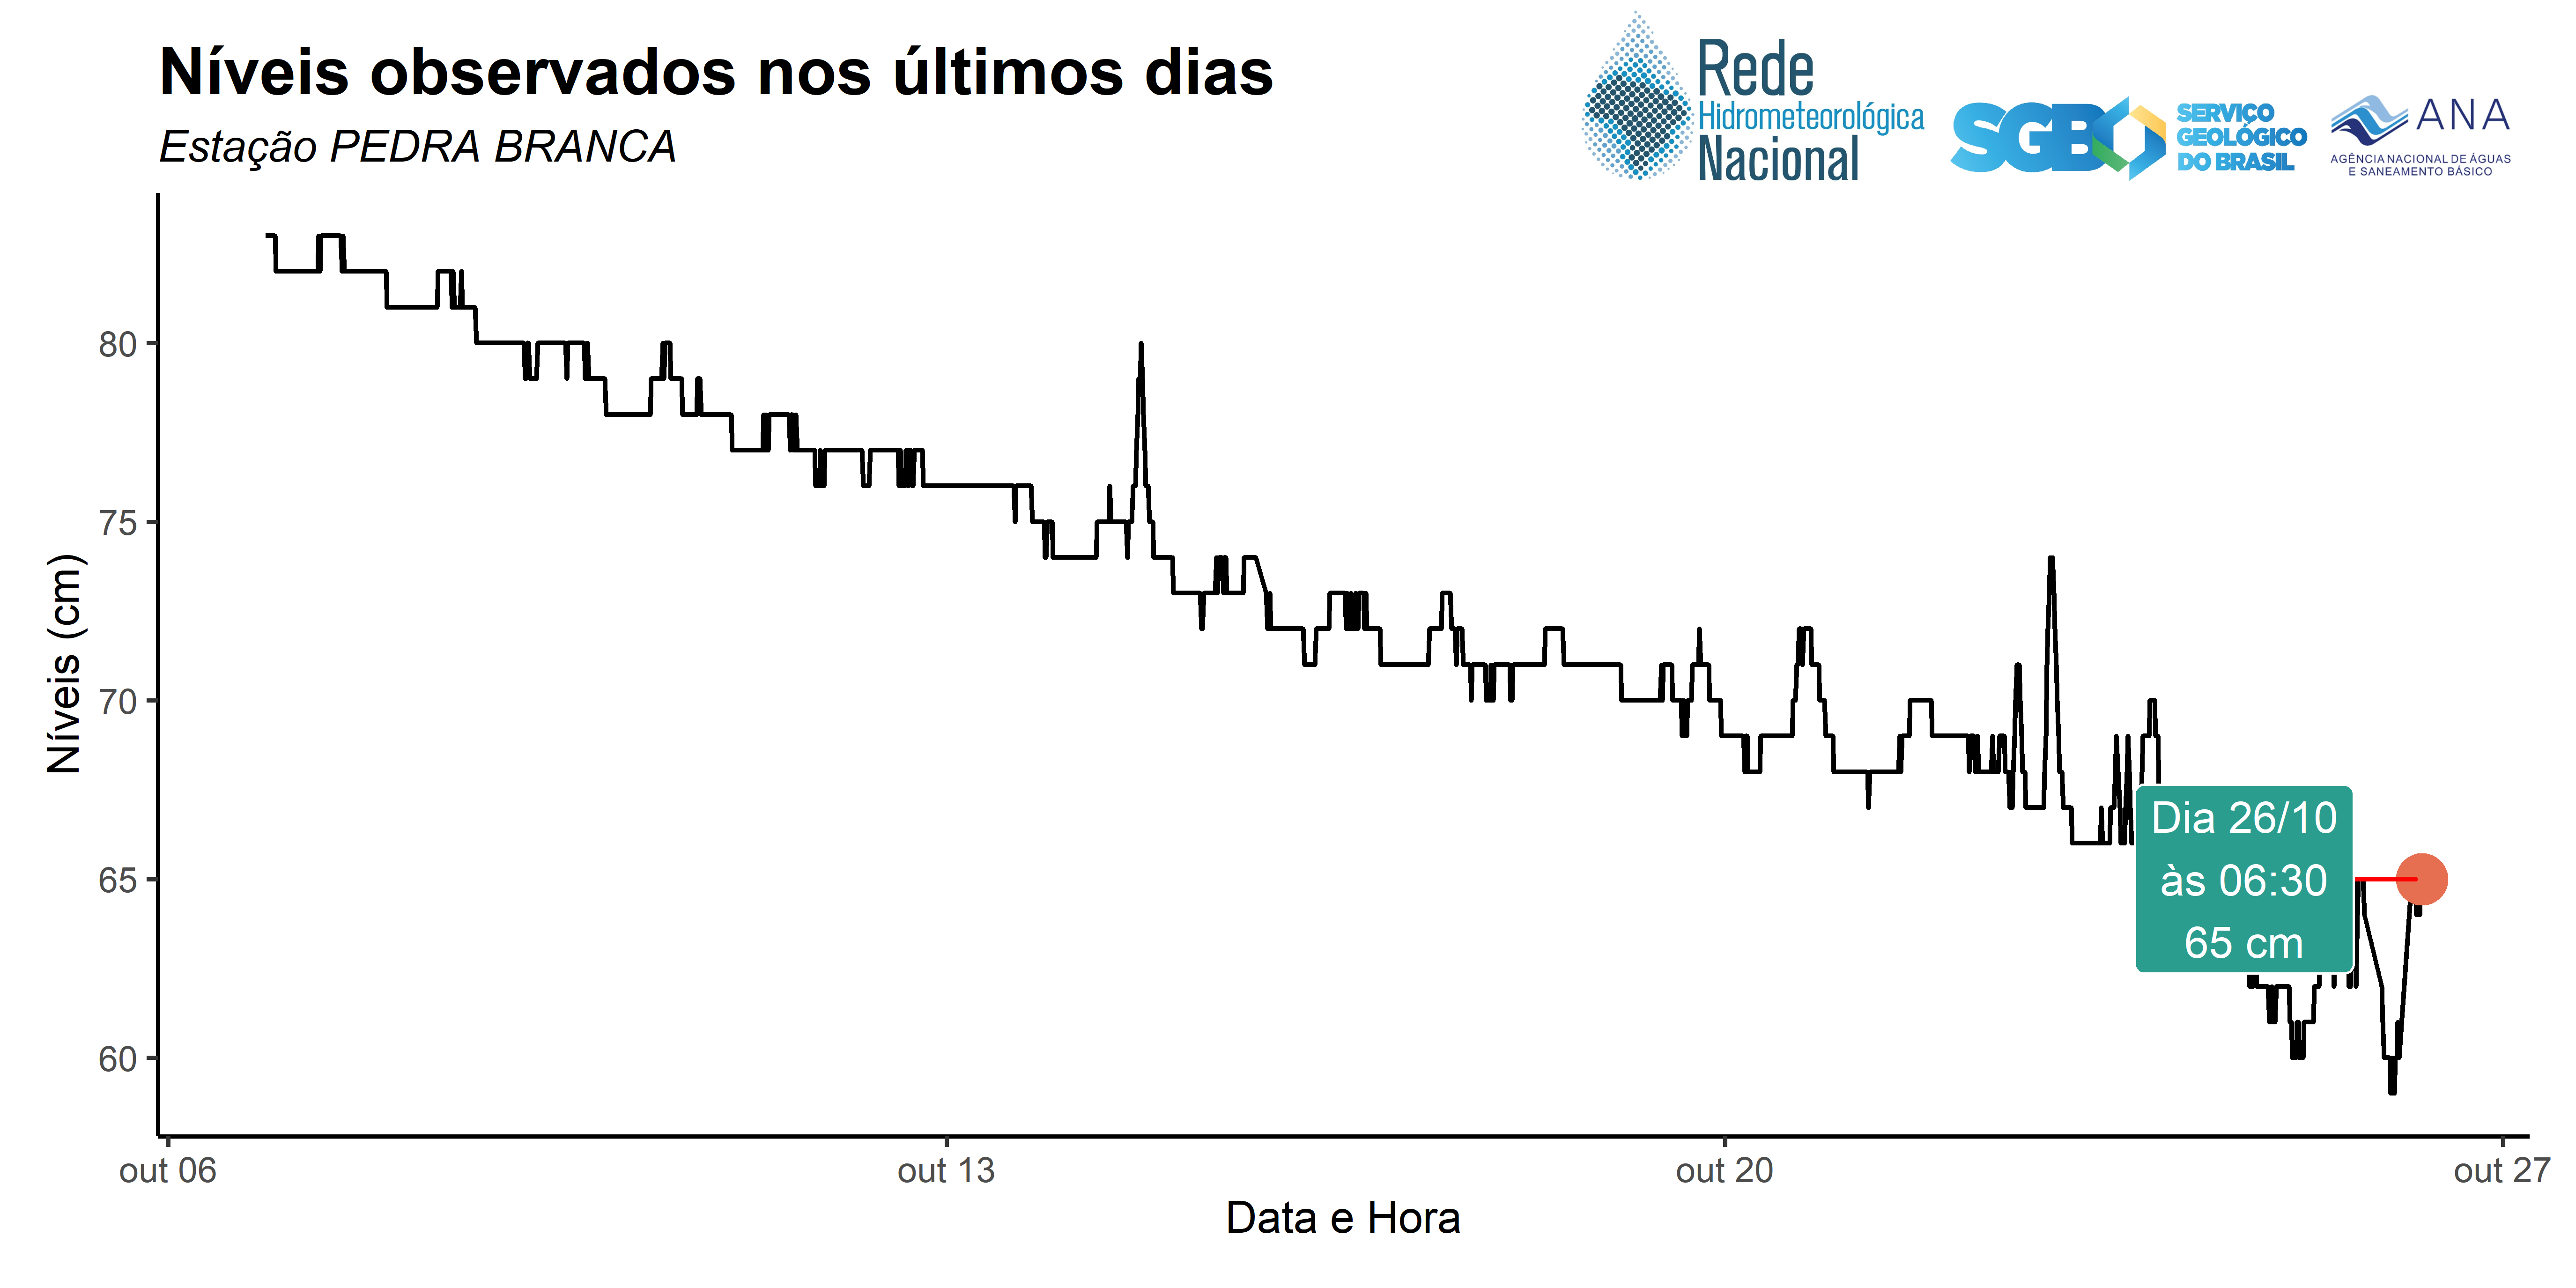 Níveis observados nos últimos dias
Estação PEDRA BRANCA
Rede
Hidrometeorológica
Nacional
SGB
SERVIÇO
GEOLÓGICO
DO BRASIL
ANA
AGÊNCIA NACIONAL DE ÁGUAS
E SANEAMENTO BÁSICO
Níveis (cm)
80
75
70
65
60
Dia 26/10
às 06:30
65 cm
out 06
out 13
out 20
out 27
Data e Hora